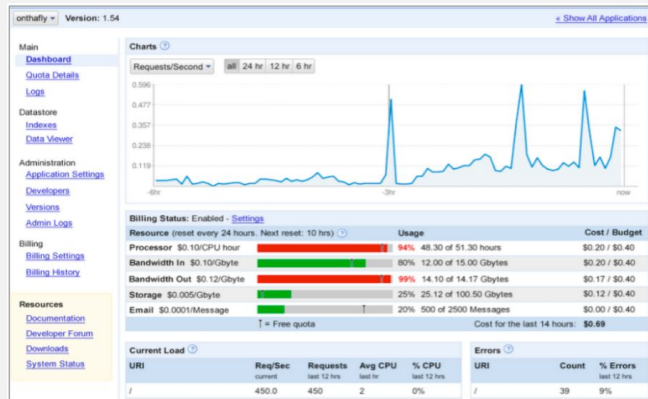 onthafly Version: 1.54 « Show All Applications
Main
Dashboard
Quota Details
Logs
Datastore
Indexes
Data Viewer
Administration
Application Settings
Developers
Versions
Admin Logs
Billing
Billing Settings
Billing History
Resources
Documentation
Developer Forum
Downloads
System Status
Charts ?
Requests/Second all 24 hr 12 hr 6 hr
0.596
0.477
0.357
0.238
0.119
-6hr -3hr now
Billing Status: Enabled - Settings
Resource (reset every 24 hours. Next reset: 10 hrs) ? Usage Cost / Budget
Processor $0.10/CPU hour 94% 48.30 of 51.30 hours $0.20 / $0.40
Bandwidth In $0.10/Gbyte 80% 12.00 of 15.00 Gbytes $0.20 / $0.40
Bandwidth Out $0.12/Gbyte 99% 14.10 of 14.17 Gbytes $0.17 / $0.40
Storage $0.005/Gbyte 25% 25.12 of 100.50 Gbytes $0.12 / $0.40
Email $0.0001/Message 20% 500 of 2500 Messages $0.00 / $0.40
= Free quota Cost for the last 14 hours: $0.69
Current Load ?
URI Req/Sec Requests Avg CPU % CPU
current last 12 hrs last hr last 12 hrs
/ 450.0 450 2 0%
Errors ?
URI Count % Errors
last 12 hrs
/ 39 9%